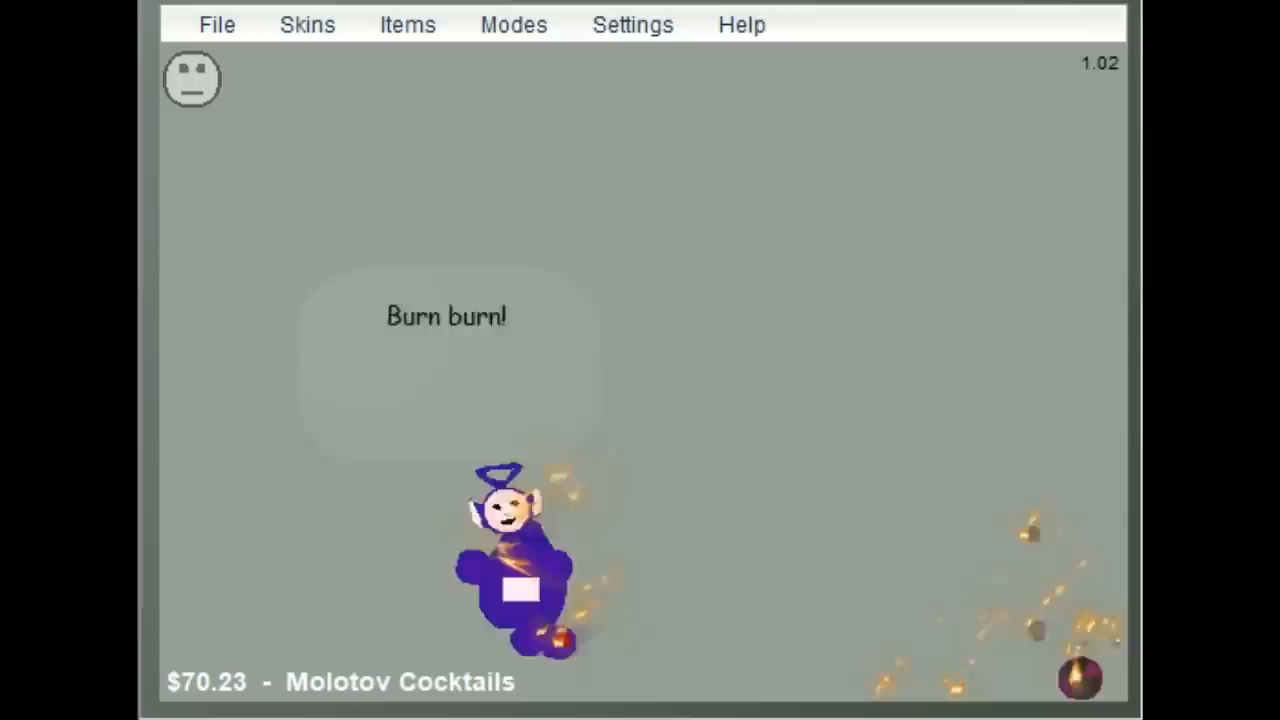 File Skins Items Modes Settings Help
1.02
Burn burn!
$70.23 - Molotov Cocktails